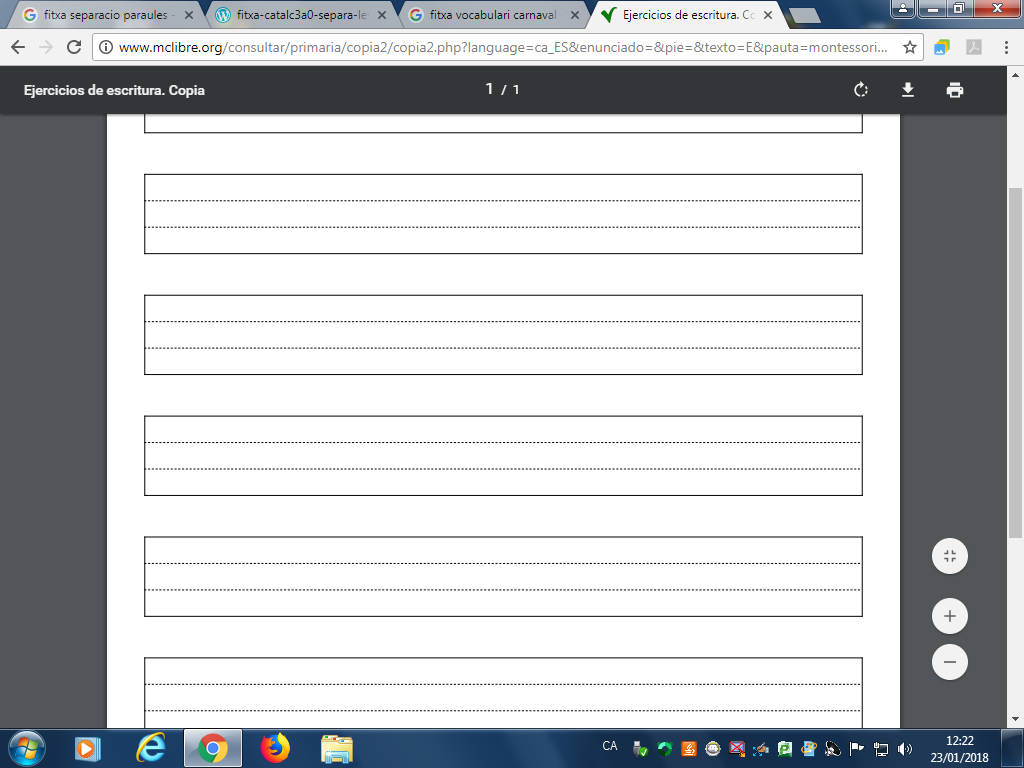 fitxa separacio paraules -
fitxa-catalc3a0-separa-le
fitxa vocabulari carnaval
Ejercicios de escritura. Co
www.mclibre.org/consultar/primaria/copia2/copia2.php?language=ca_ES&enunciado=&pie=&texto=E&pauta=montessori...
Ejercicios de escritura. Copia
1 / 1
CA
12:22
23/01/2018